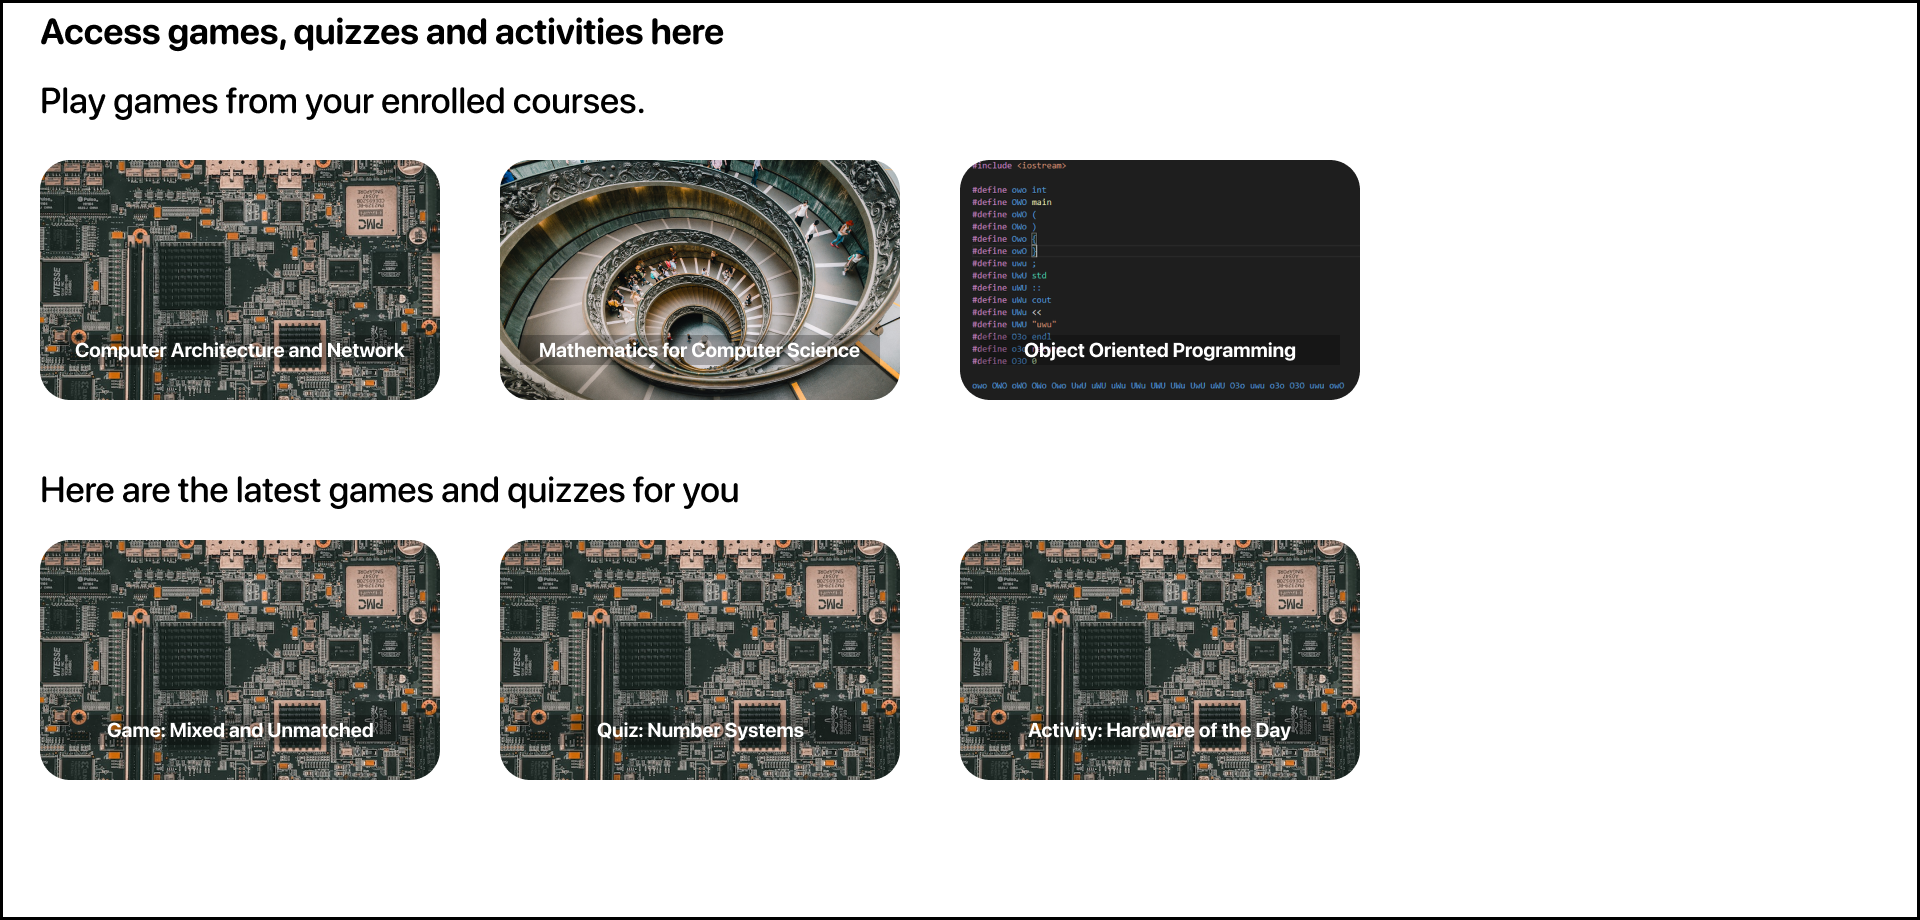 Access games, quizzes and activities here
Play games from your enrolled courses.
PMC
VITESSE
Computer Architecture and Network
Mathematics for Computer Science
#include <iostream>
#define owo int
#define OWO main
#define oWO (
#define OWo )
#define Owo {
#define owO }
#define uwu ;
#define UwU std
#define uWU ::
#define uWu cout
#define UWu <<
#define UWU "uwu"
#define O3o endl
#define o3o
#define O3O 0
Object Oriented Programming
owo OWO oWO OWo Owo UwU uWU uWu UWu UWU UWu UwU uWU O3o uwu o3o O3O uwu owO
Here are the latest games and quizzes for you
PMC
VITESSE
Game: Mixed and Unmatched
PMC
VITESSE
Quiz: Number Systems
PMC
VITESSE
Activity: Hardware of the Day